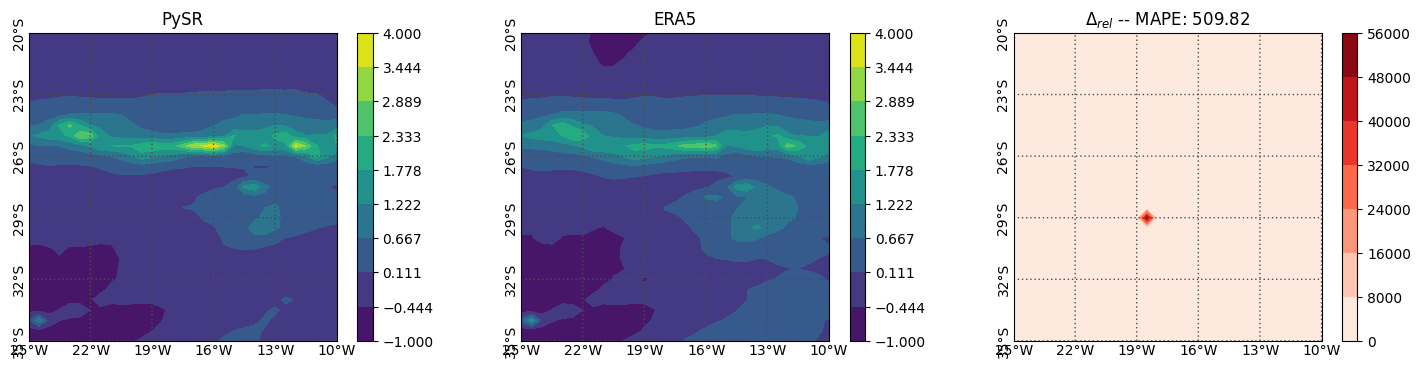 PySR
20°S
23°S
26°S
29°S
32°S
22°W
19°W
16°W
13°W
10°W
4.000
3.444
2.889
2.333
1.778
1.222
0.667
0.111
−0.444
−1.000
ERA5
20°S
23°S
26°S
29°S
32°S
22°W
19°W
16°W
13°W
10°W
4.000
3.444
2.889
2.333
1.778
1.222
0.667
0.111
−0.444
−1.000
Δrel -- MAPE: 509.82
20°S
23°S
26°S
29°S
32°S
22°W
19°W
16°W
13°W
10°W
56000
48000
40000
32000
24000
16000
8000
0